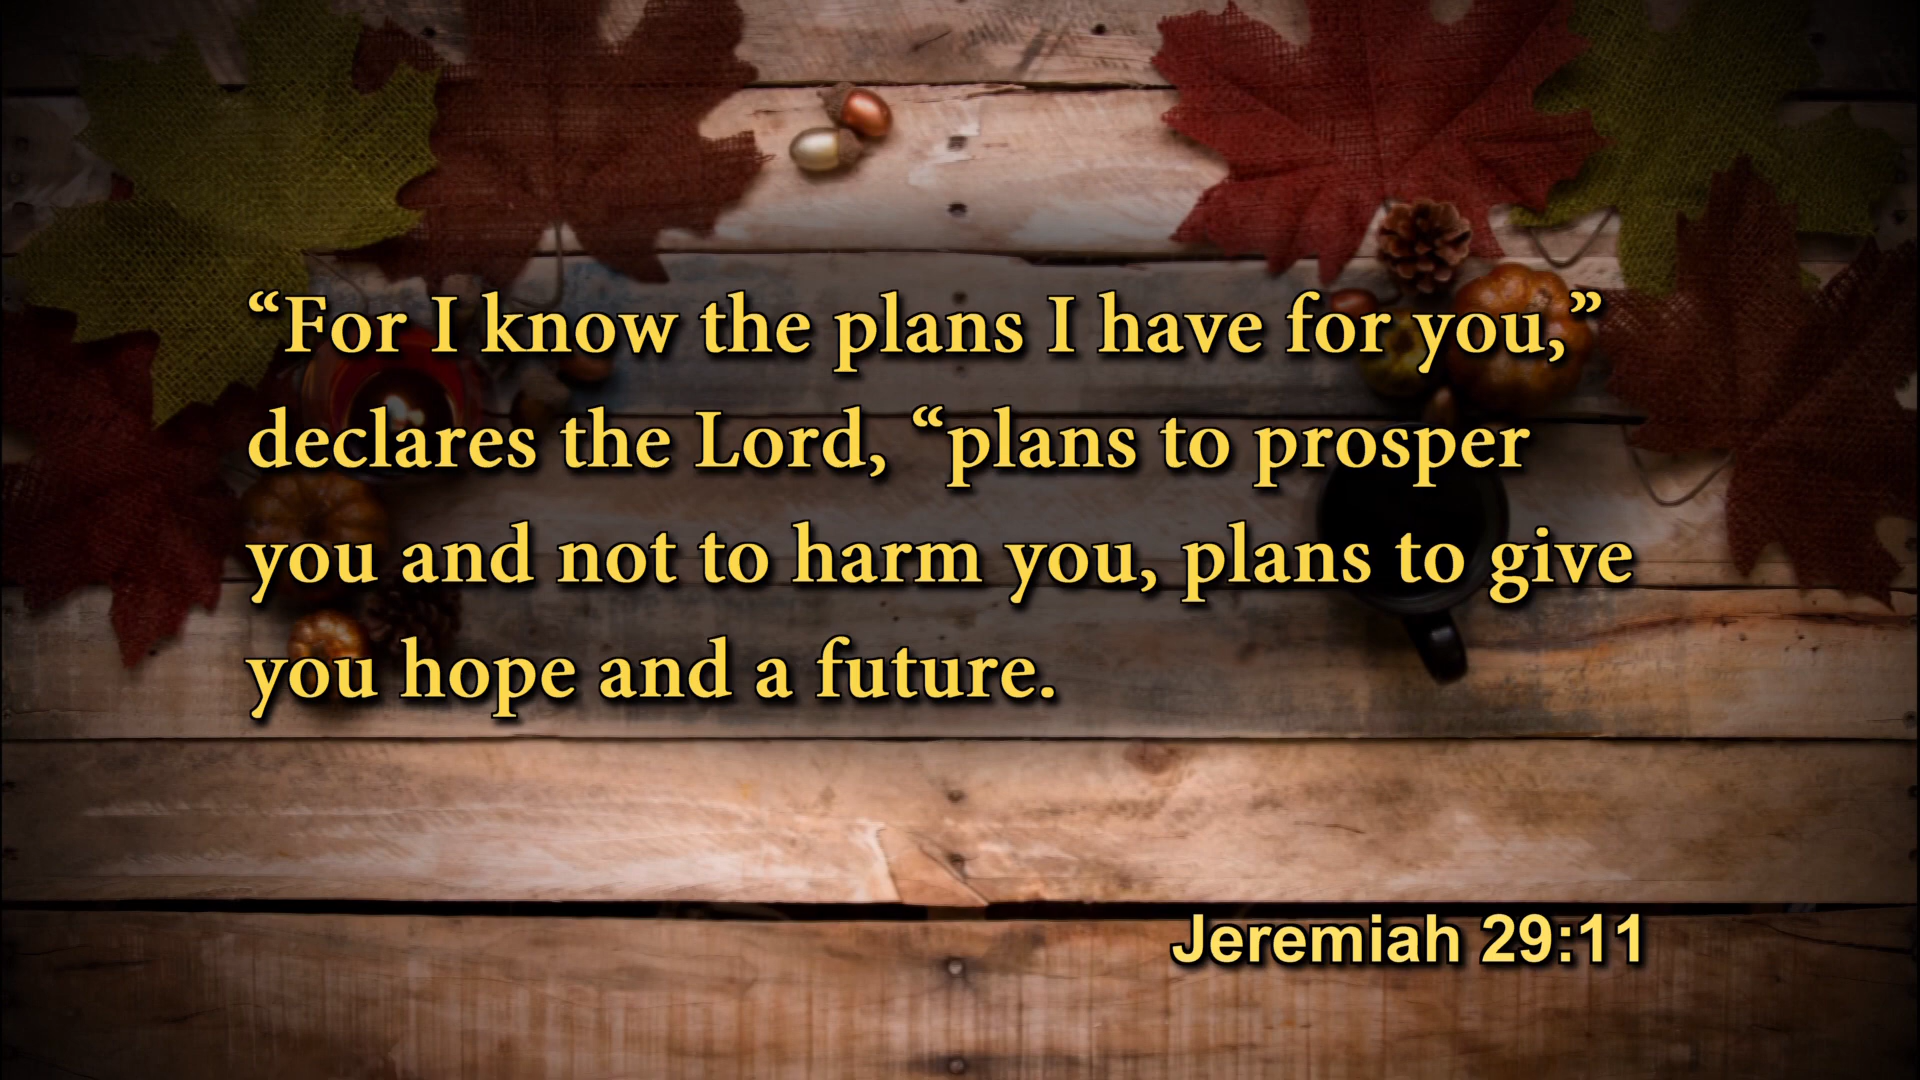 “For I know the plans I have for you,”
declares the Lord, “plans to prosper
you and not to harm you, plans to give
you hope and a future.
Jeremiah 29:11